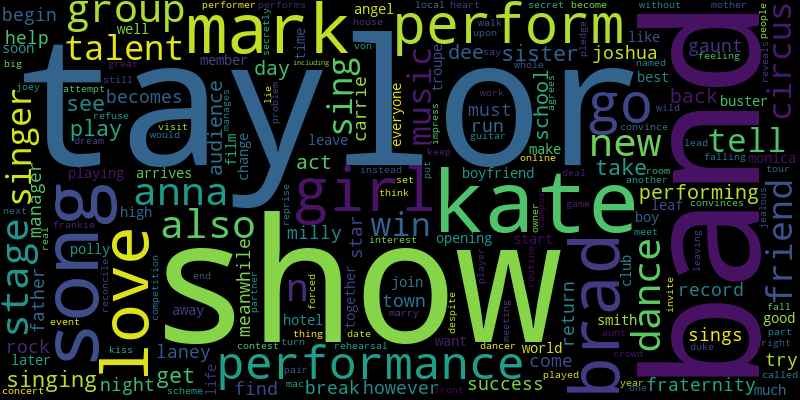 taylor
show
band
kate
mark
perform
group
talent
song
love
girl
brad
go
new
tell
circus
friend
dance
performance
performing
stage
singer
singing
anna
also
win
sing
music
school
sister
joshua
gaunt
buster
back
monica
take
try
fraternity
success
break
however
night
get
find
play
becomes
see
day
help
begin
soon
well
member
manager
father
rock
later
polly
high
arrives
playing
act
star
milly
hotel
town
join
together
meanwhile
audience
film
change
carrie
everyone
angel
time
troupe
dee
must
run
make
best
like
boyfriend
leave
opening
start
world
want
come
return
club
smith
record
sings
good
much
leaf
boy
laney
life
away
n
performer
performs
secretly
house
von
local
heart
secret
become
without
mother
walk
upon
say
pledge
whole
named
feeling
people
reveals
wild
work
guitar
convince
agrees
impress
keep
put
refuse
would
visit
dream
attempt
joey
big
great
still
including
lie
problem
manages
online
instead
set
think
deal
room
another
lead
falling
tour
convinces
jealous
owner
game
meet
leaving
invite
interest
player
routine
meeting
despite
dancer
played
front
marry
date
rehearsal
forced
reprise
thing
turn
pair
mac
contest
partner
end
scheme
kiss
competition
reconcile
frankie
real
next
event
concert
aunt
crowd
year
one
duke
fall
part
right
called